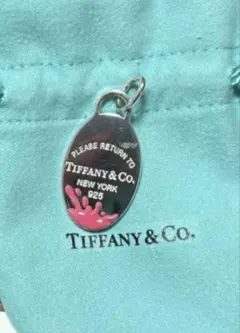 PLEASE RETURN TO
TIFFANY & CO.
NEW YORK
925
TIFFANY & CO.